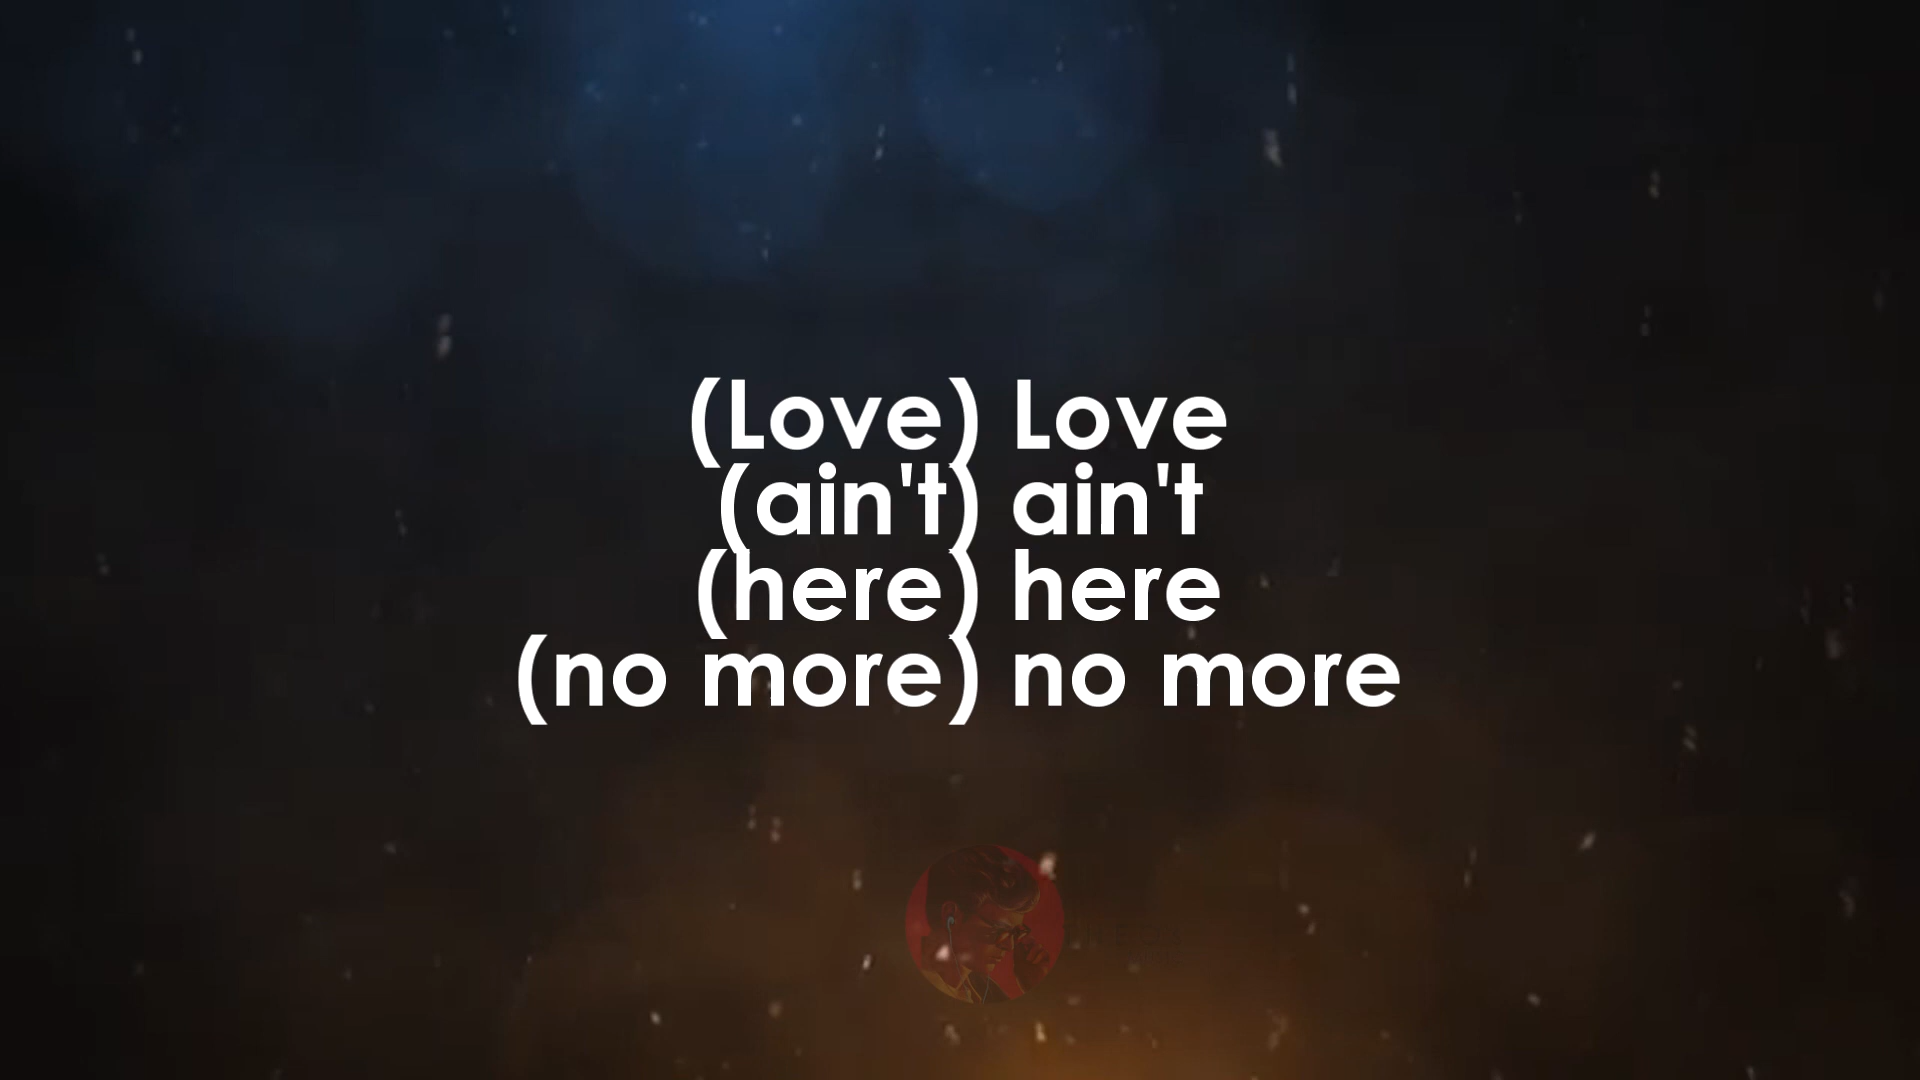 (Love) Love
(ain't) ain't
(here) here
(no more) no more